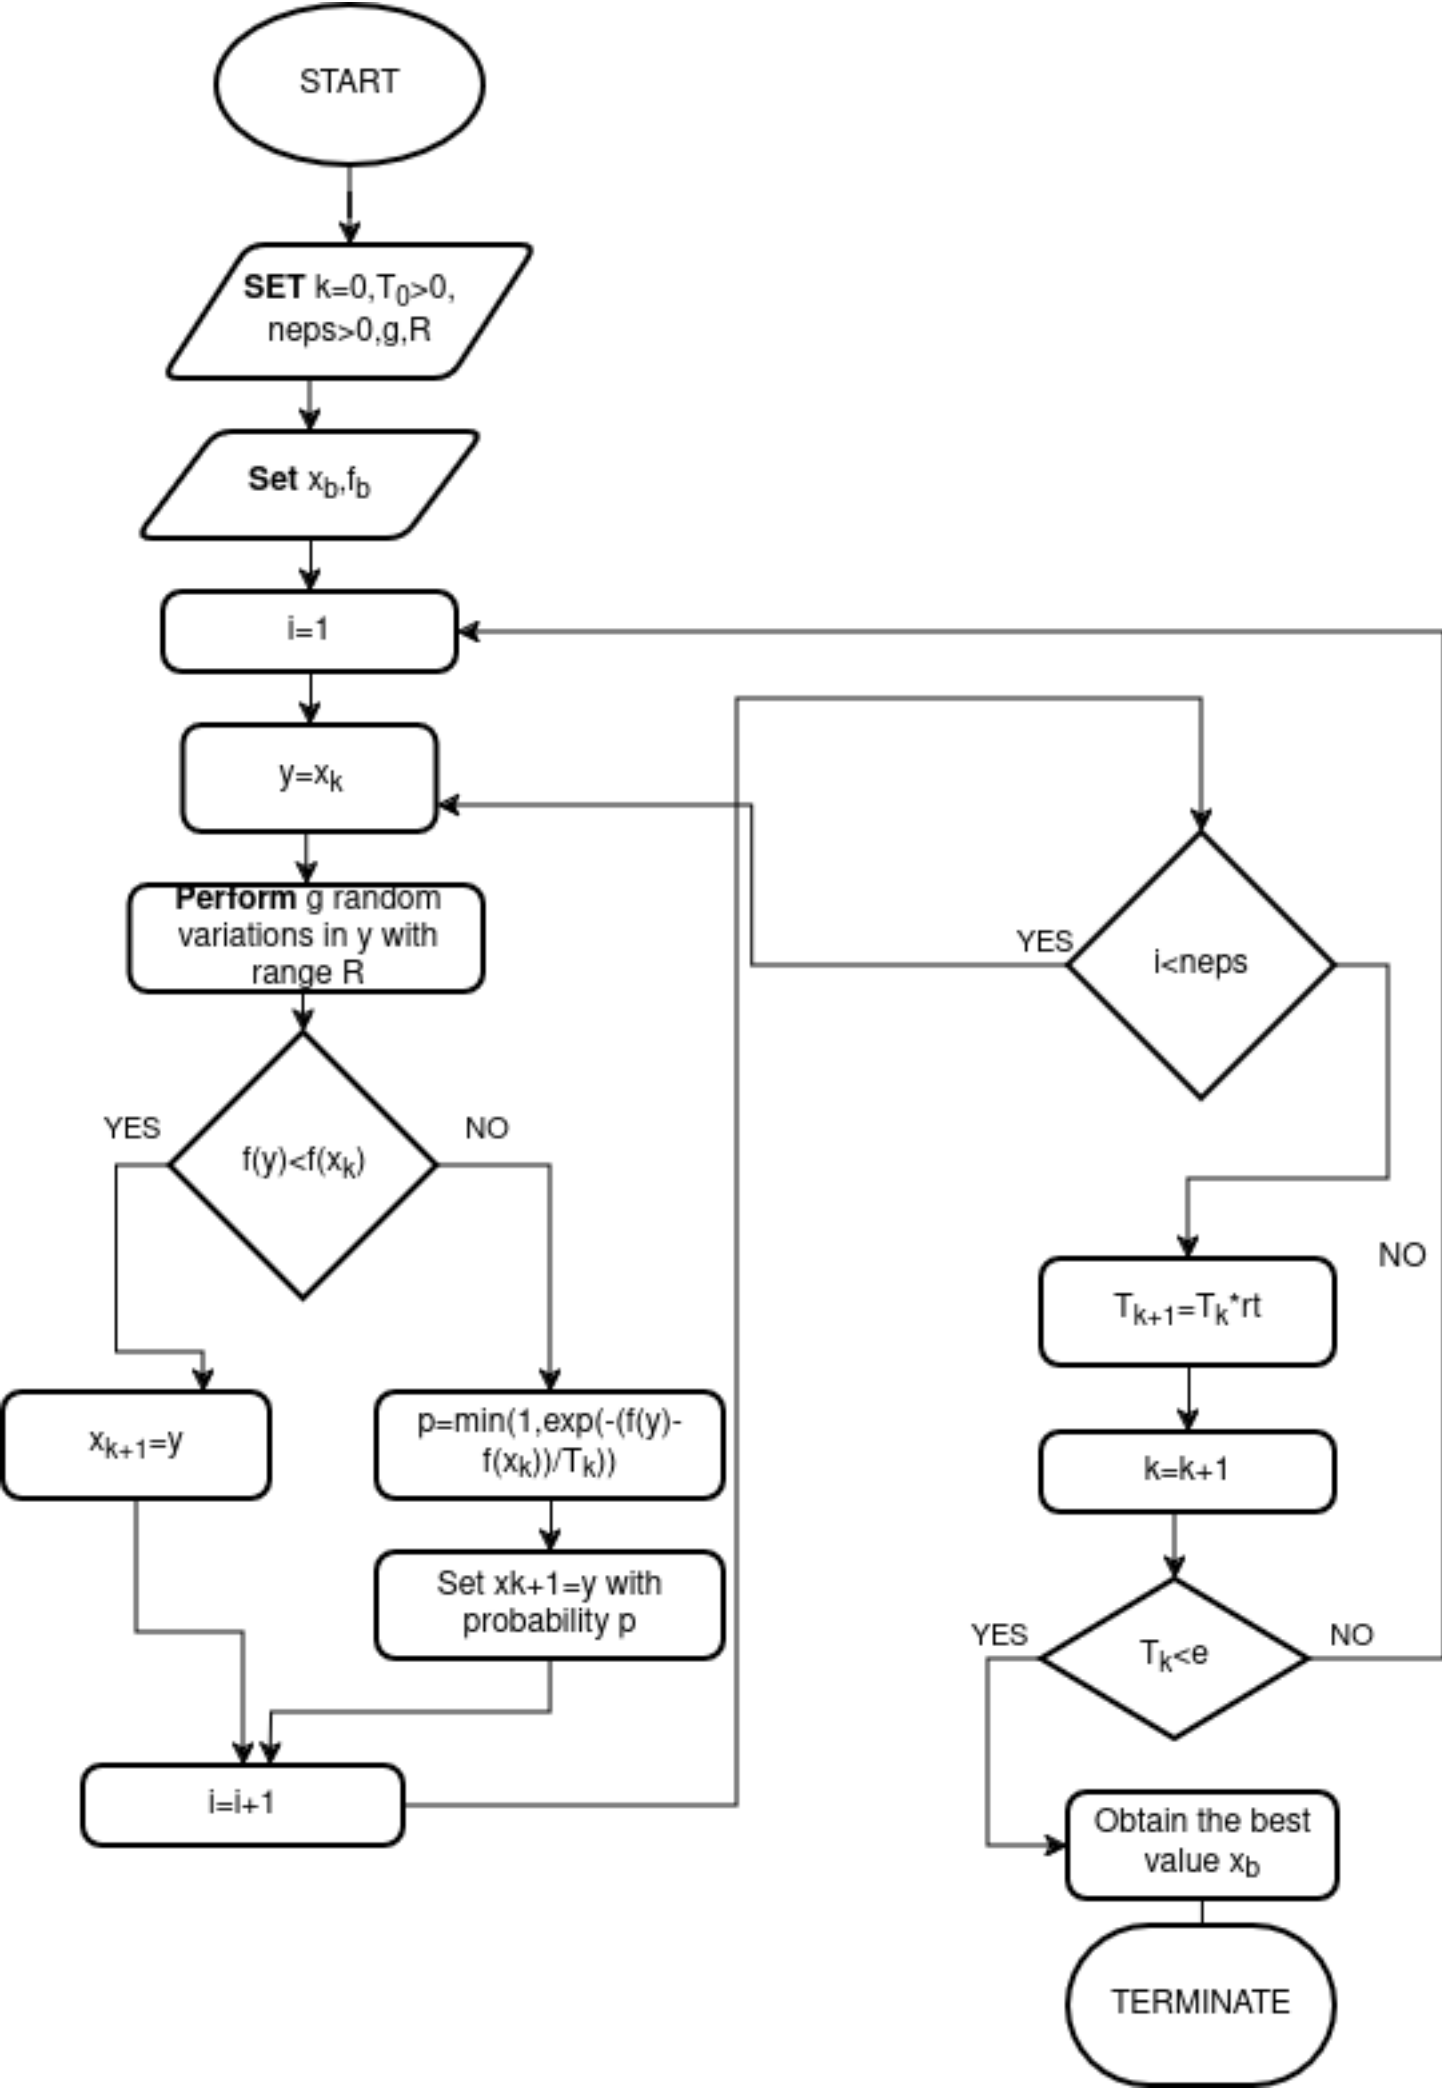 START
SET k=0,T0>0,
neps>0,g,R
Set xb,fb
i=1
y=xk
Perform g random
variations in y with
range R
YES
f(y)<f(xk)
NO
xk+1=y
p=min(1,exp(-(f(y)-
f(xk))/Tk))
Set xk+1=y with
probability p
i=i+1
YES
i<neps
NO
Tk+1=Tk*rt
k=k+1
YES
Tk<e
NO
Obtain the best
value xb
TERMINATE